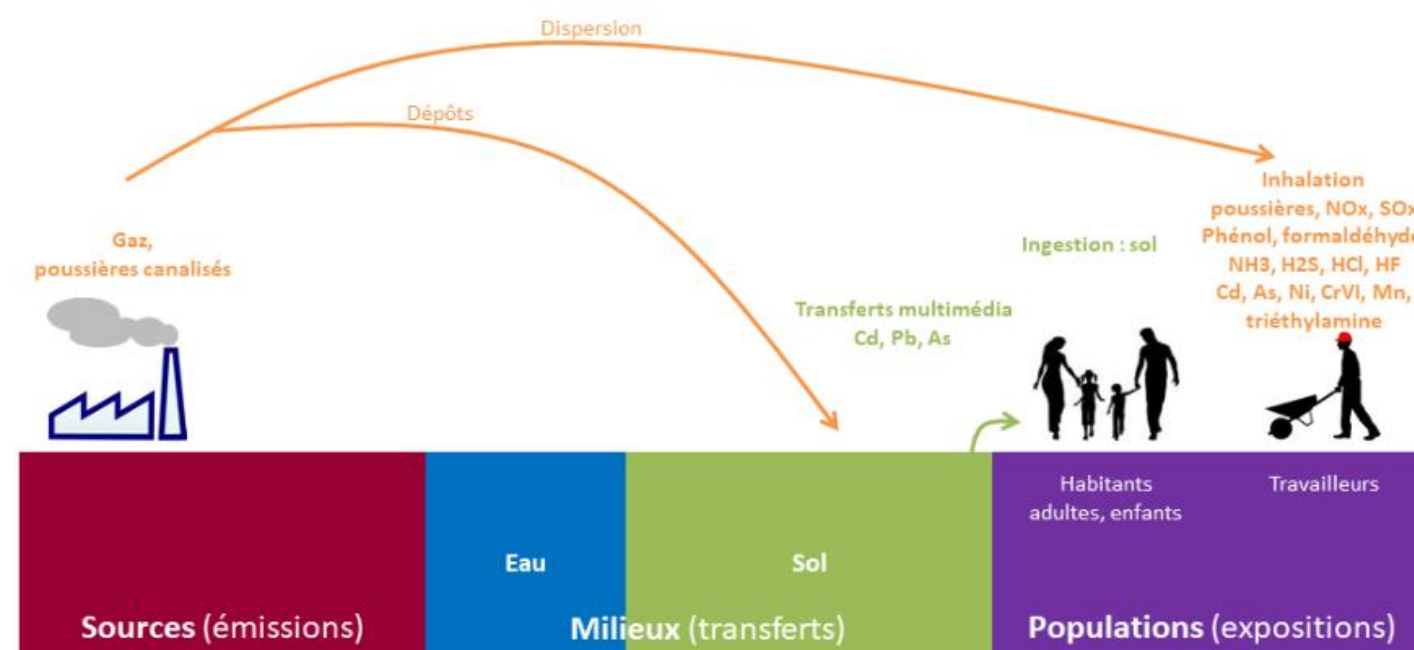 Dispersion
Dépôts
Gaz,
poussières canalisés
Transferts multimédia
Cd, Pb, As
Ingestion : sol
Inhalation
poussières, NOx, SOx
Phénol, formaldéhyde
NH3, H2S, HCl, HF
Cd, As, Ni, CrVI, Mn,
triéthylamine
Habitants
adultes, enfants
Travailleurs
Eau
Sol
Sources (émissions)
Milieux (transferts)
Populations (expositions)